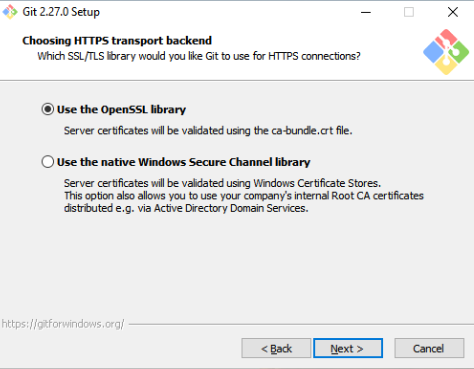 Git 2.27.0 Setup
Choosing HTTPS transport backend
Which SSL/TLS library would you like Git to use for HTTPS connections?
Use the OpenSSL library
Server certificates will be validated using the ca-bundle.crt file.
Use the native Windows Secure Channel library
Server certificates will be validated using Windows Certificate Stores.
This option also allows you to use your company's internal Root CA certificates
distributed e.g. via Active Directory Domain Services.
https://gitforwindows.org/
< Back Next > Cancel